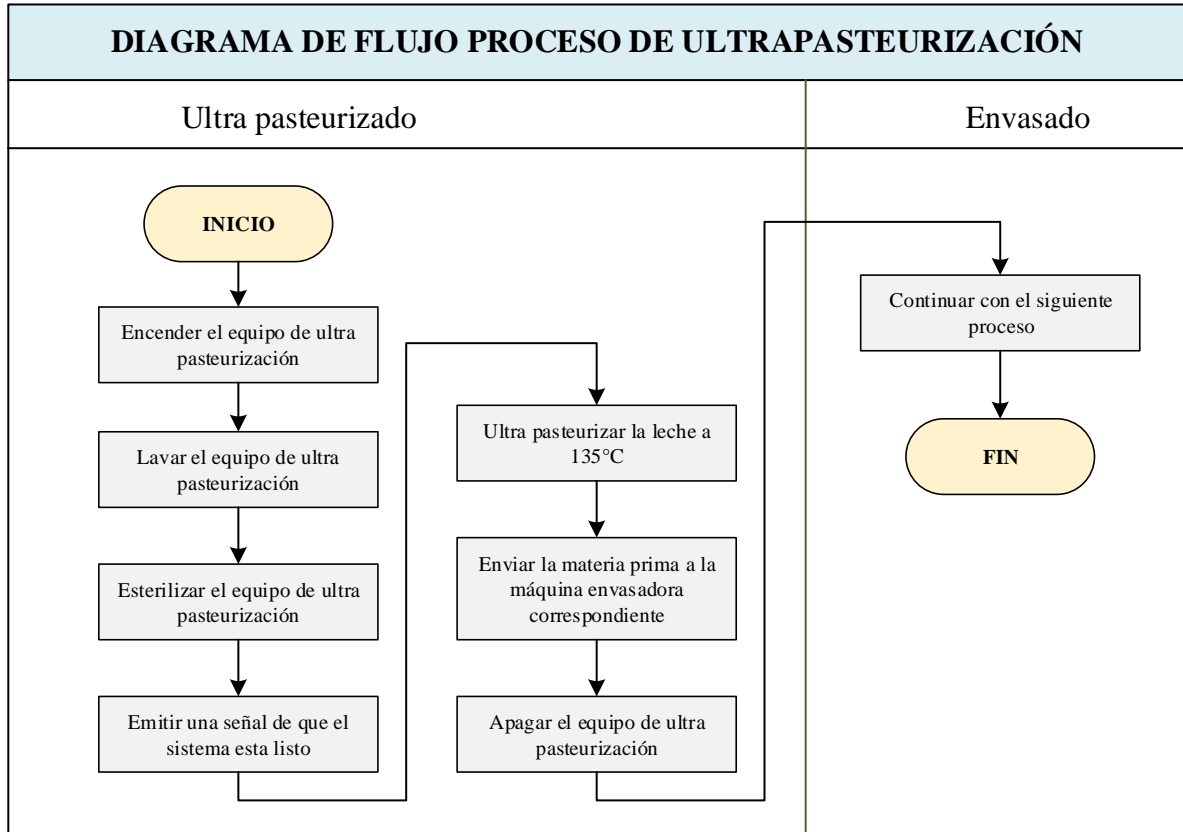 DIAGRAMA DE FLUJO PROCESO DE ULTRAPASTEURIZACIÓN
Ultra pasteurizado
Envasado
INICIO
Encender el equipo de ultra
pasteurización
Lavar el equipo de ultra
pasteurización
Esterilizar el equipo de ultra
pasteurización
Emitir una señal de que el
sistema esta listo
Ultra pasteurizar la leche a
135°C
Enviar la materia prima a la
máquina envasadora
correspondiente
Apagar el equipo de ultra
pasteurización
Continuar con el siguiente
proceso
FIN